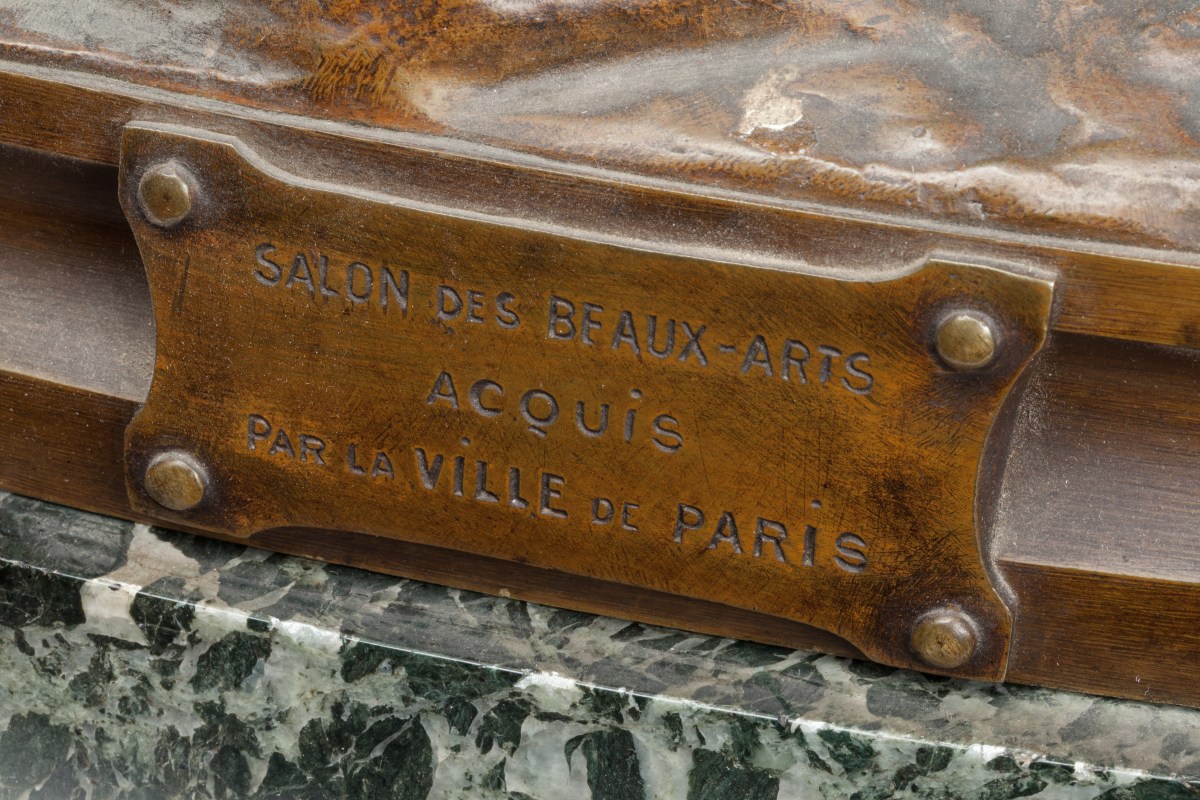 SALON DES BEAUX-ARTS
ACQUIS
PAR LA VILLE DE PARIS